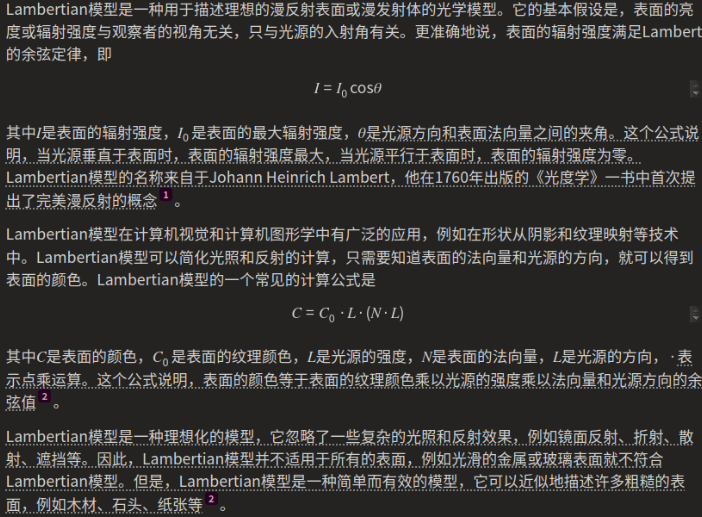 Lambertian模型是一种用于描述理想的漫反射表面或漫发射体的光学模型。它的基本假设是，表面的亮
度或辐射强度与观察者的视角无关，只与光源的入射角有关。更准确地说，表面的辐射强度满足Lambert
的余弦定律，即
I = I₀ cosθ
其中I是表面的辐射强度，I₀ 是表面的最大辐射强度，θ是光源方向和表面法向量之间的夹角。这个公式说
明，当光源垂直于表面时，表面的辐射强度最大，当光源平行于表面时，表面的辐射强度为零。
Lambertian模型的名称来自于Johann Heinrich Lambert，他在1760年出版的《光度学》一书中首次提
出了完美漫反射的概念 1 。
Lambertian模型在计算机视觉和计算机图形学中有广泛的应用，例如在形状从阴影和纹理映射等技术
中。Lambertian模型可以简化光照和反射的计算，只需要知道表面的法向量和光源的方向，就可以得到
表面的颜色。Lambertian模型的一个常见的计算公式是
C = C₀ · L · (N · L)
其中C是表面的颜色，C₀ 是表面的纹理颜色，L是光源的强度，N是表面的法向量，L是光源的方向，· 表
示点乘运算。这个公式说明，表面的颜色等于表面的纹理颜色乘以光源的强度乘以法向量和光源方向的余
弦值 2 。
Lambertian模型是一种理想化的模型，它忽略了一些复杂的光照和反射效果，例如镜面反射、折射、散
射、遮挡等。因此，Lambertian模型并不适用于所有的表面，例如光滑的金属或玻璃表面就不符合
Lambertian模型。但是，Lambertian模型是一种简单而有效的模型，它可以近似地描述许多粗糙的表
面，例如木材、石头、纸张等 2 。